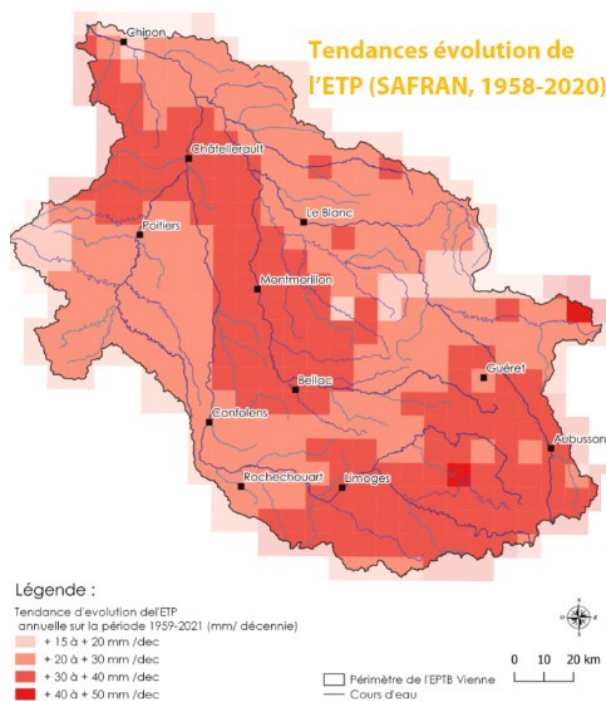 Tendances évolution de
l'ETP (SAFRAN, 1958-2020)
Chinon
Châtellerault
Le Blanc
Poitiers
Montmorillon
Guéret
Bellac
Confolens
Aubusson
Rochechouart
Limoges
Légende :
Tendance d'evolution del'ETP
annuelle sur la période 1959-2021 (mm/ décennie)
+ 15 à + 20 mm /dec
+ 20 à + 30 mm /dec
+ 30 à + 40 mm /dec
+ 40 à + 50 mm /dec
Périmètre de l'EPTB Vienne
Cours d'eau
0 10 20 km